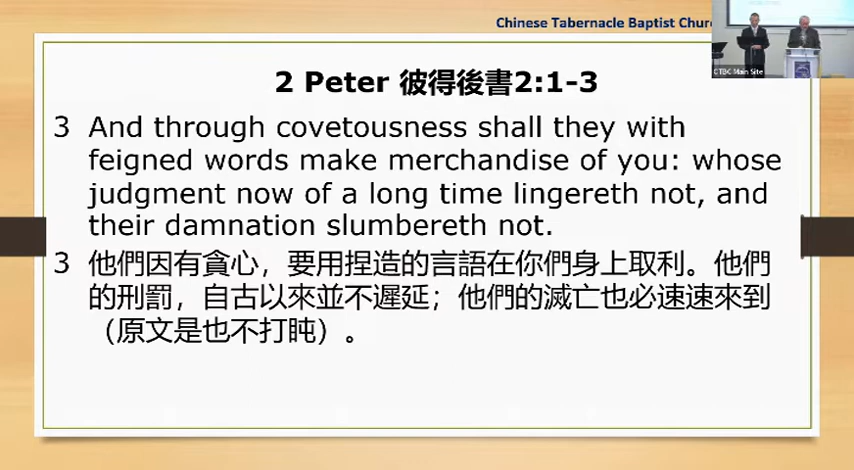 Chinese Tabernacle Baptist Chur
2 Peter 彼得後書2:1-3
3 And through covetousness shall they with
feigned words make merchandise of you: whose
judgment now of a long time lingereth not, and
their damnation slumbereth not.
3 他們因有貪心，要用捏造的言語在你們身上取利。他們
的刑罰，自古以來並不遲延；他們的滅亡也必速速來到
（原文是也不打盹）。
CTBC Main Site